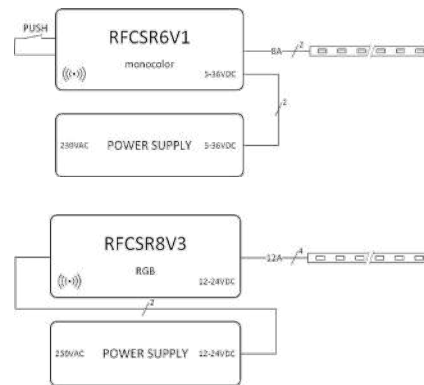 PUSH
RFCSR6V1
monocolor
8A
2
5-36VDC
2
230VAC
POWER SUPPLY
5-36VDC
RFCSR8V3
RGB
12A
4
12-24VDC
2
230VAC
POWER SUPPLY
12-24VDC